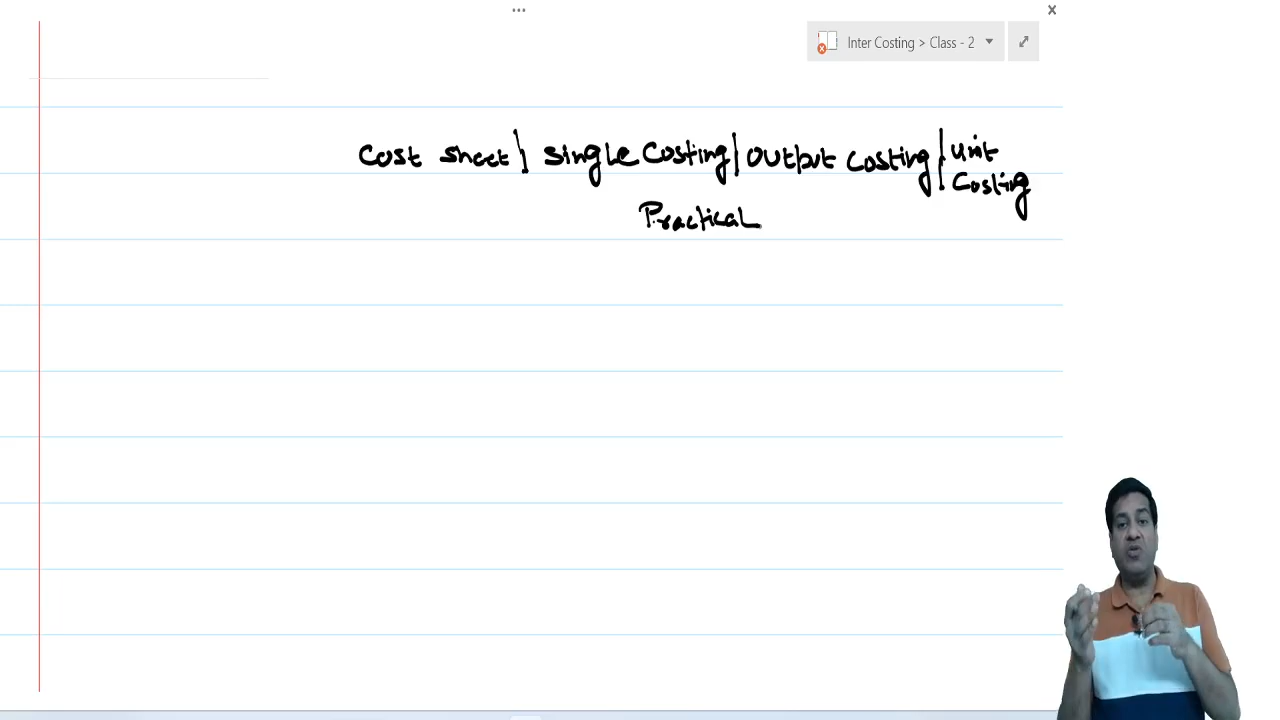 Inter Costing > Class - 2
Cost sheet | Single Costing | Output Costing | Unit Costing
Practical